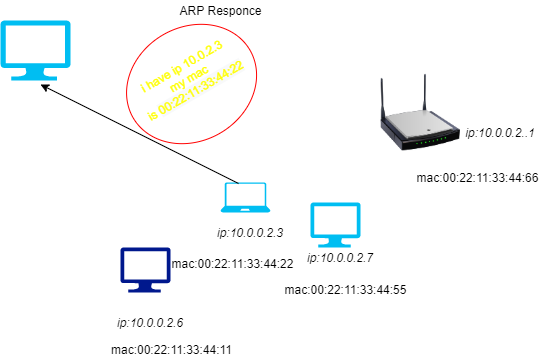 ARP Responce
i have ip 10.0.2.3
my mac
is 00:22:11:33:44:22
ip:10.0.0.2..1
mac:00:22:11:33:44:66
ip:10.0.0.2.3
mac:00:22:11:33:44:22
ip:10.0.0.2.7
mac:00:22:11:33:44:55
ip:10.0.0.2.6
mac:00:22:11:33:44:11